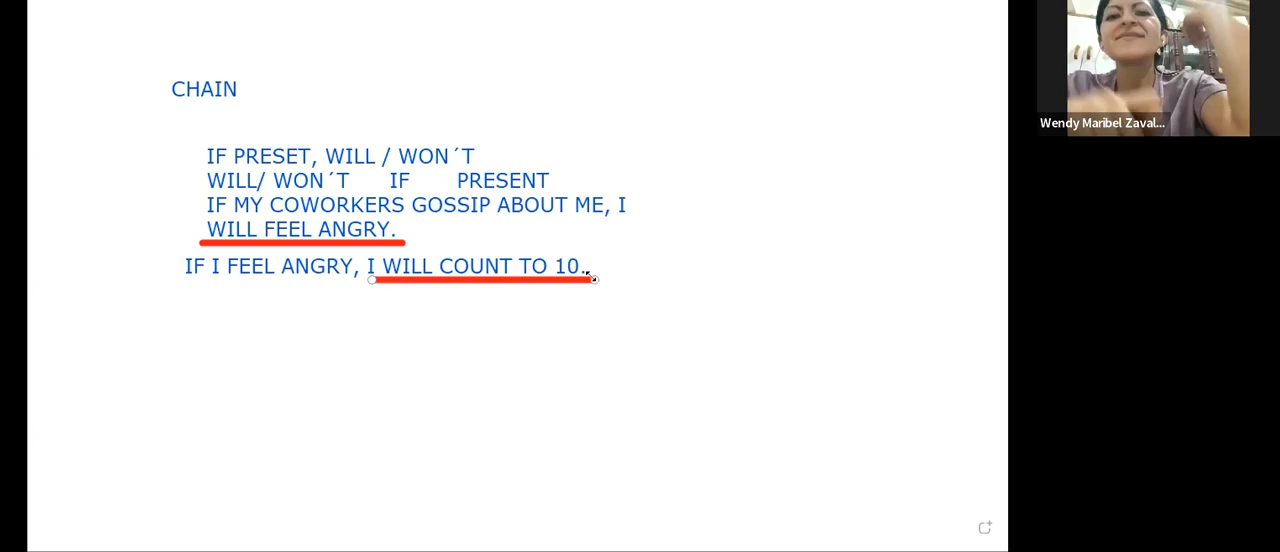 CHAIN
IF PRESET, WILL / WON´T
WILL/ WON´T IF PRESENT
IF MY COWORKERS GOSSIP ABOUT ME, I
WILL FEEL ANGRY.
IF I FEEL ANGRY, I WILL COUNT TO 10.
Wendy Maribel Zaval...